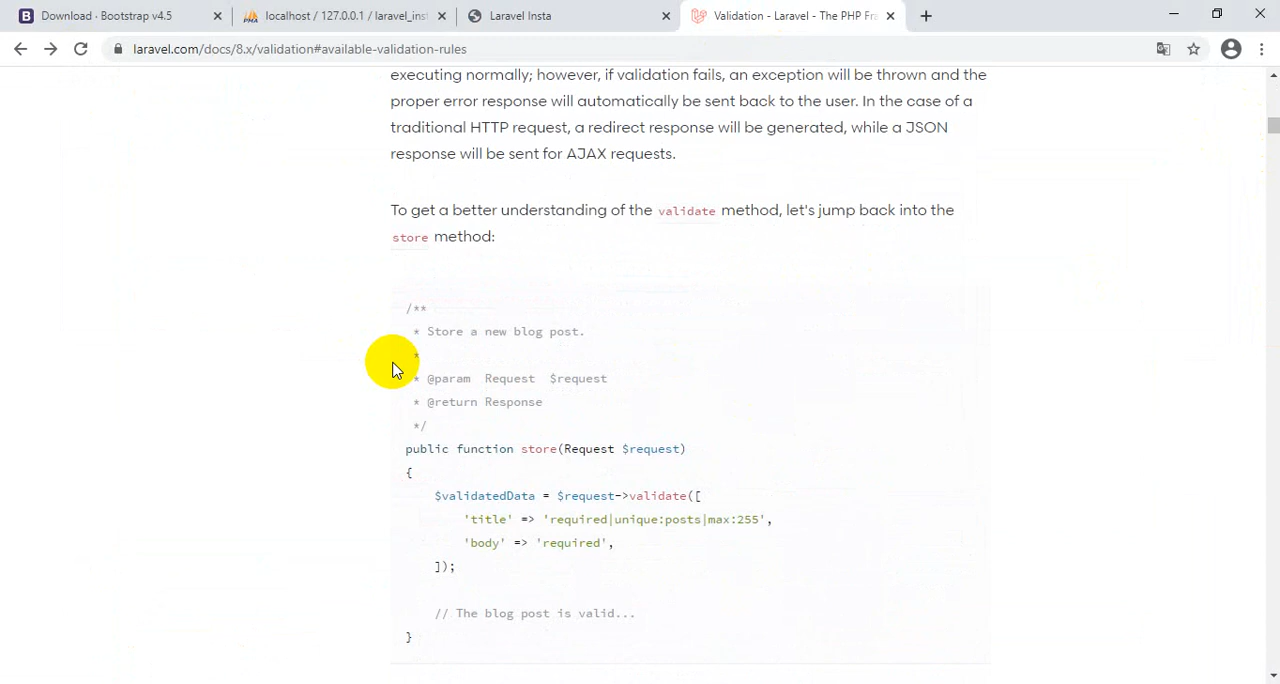 Download · Bootstrap v4.5
localhost / 127.0.0.1 / laravel_inst
Laravel Insta
Validation - Laravel - The PHP Fra
laravel.com/docs/8.x/validation#available-validation-rules
executing normally; however, if validation fails, an exception will be thrown and the
proper error response will automatically be sent back to the user. In the case of a
traditional HTTP request, a redirect response will be generated, while a JSON
response will be sent for AJAX requests.
To get a better understanding of the validate method, let's jump back into the
store method:
/**
* Store a new blog post.
*
* @param  Request  $request
* @return Response
*/
public function store(Request $request)
{
$validatedData = $request->validate([
'title' => 'required|unique:posts|max:255',
'body' => 'required',
]);
// The blog post is valid...
}